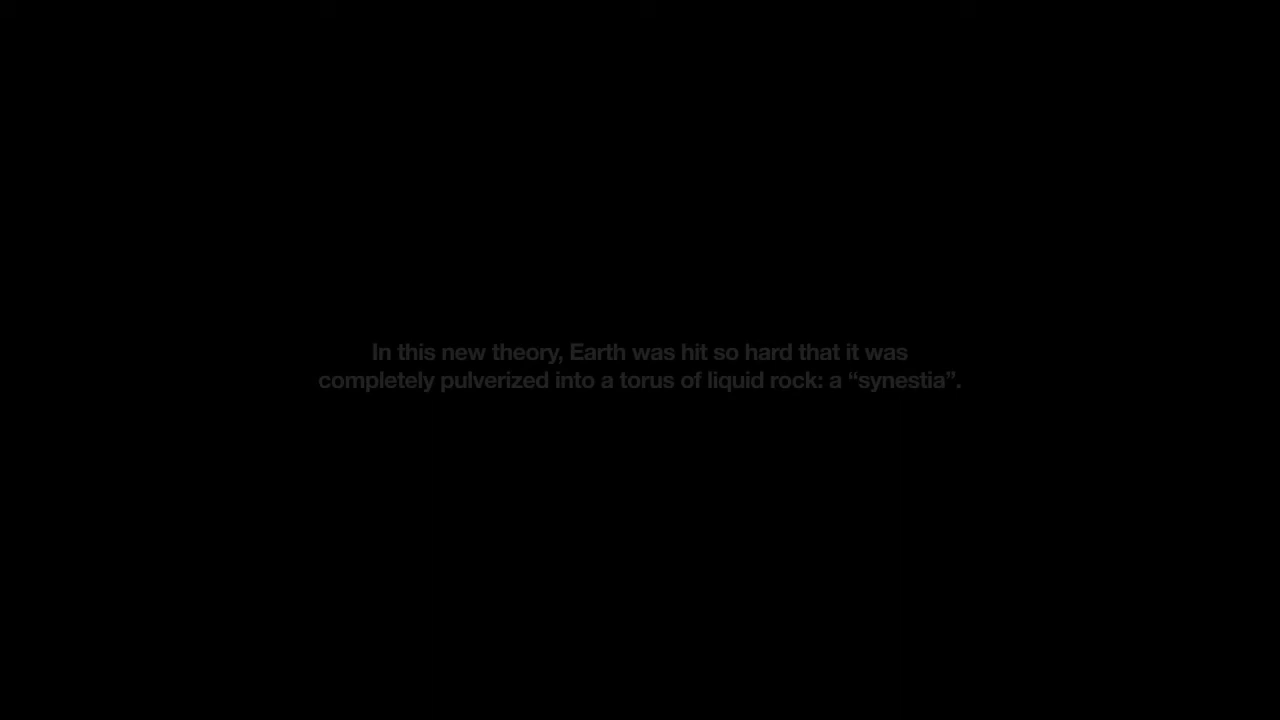 In this new theory, Earth was hit so hard that it was
completely pulverized into a torus of liquid rock: a “synestia”.